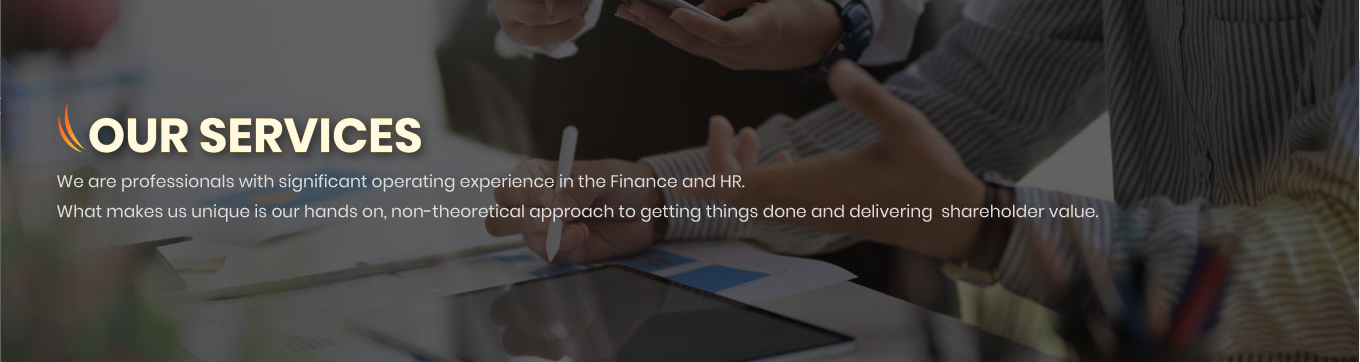 OUR SERVICES
We are professionals with significant operating experience in the Finance and HR.
What makes us unique is our hands on, non-theoretical approach to getting things done and delivering  shareholder value.